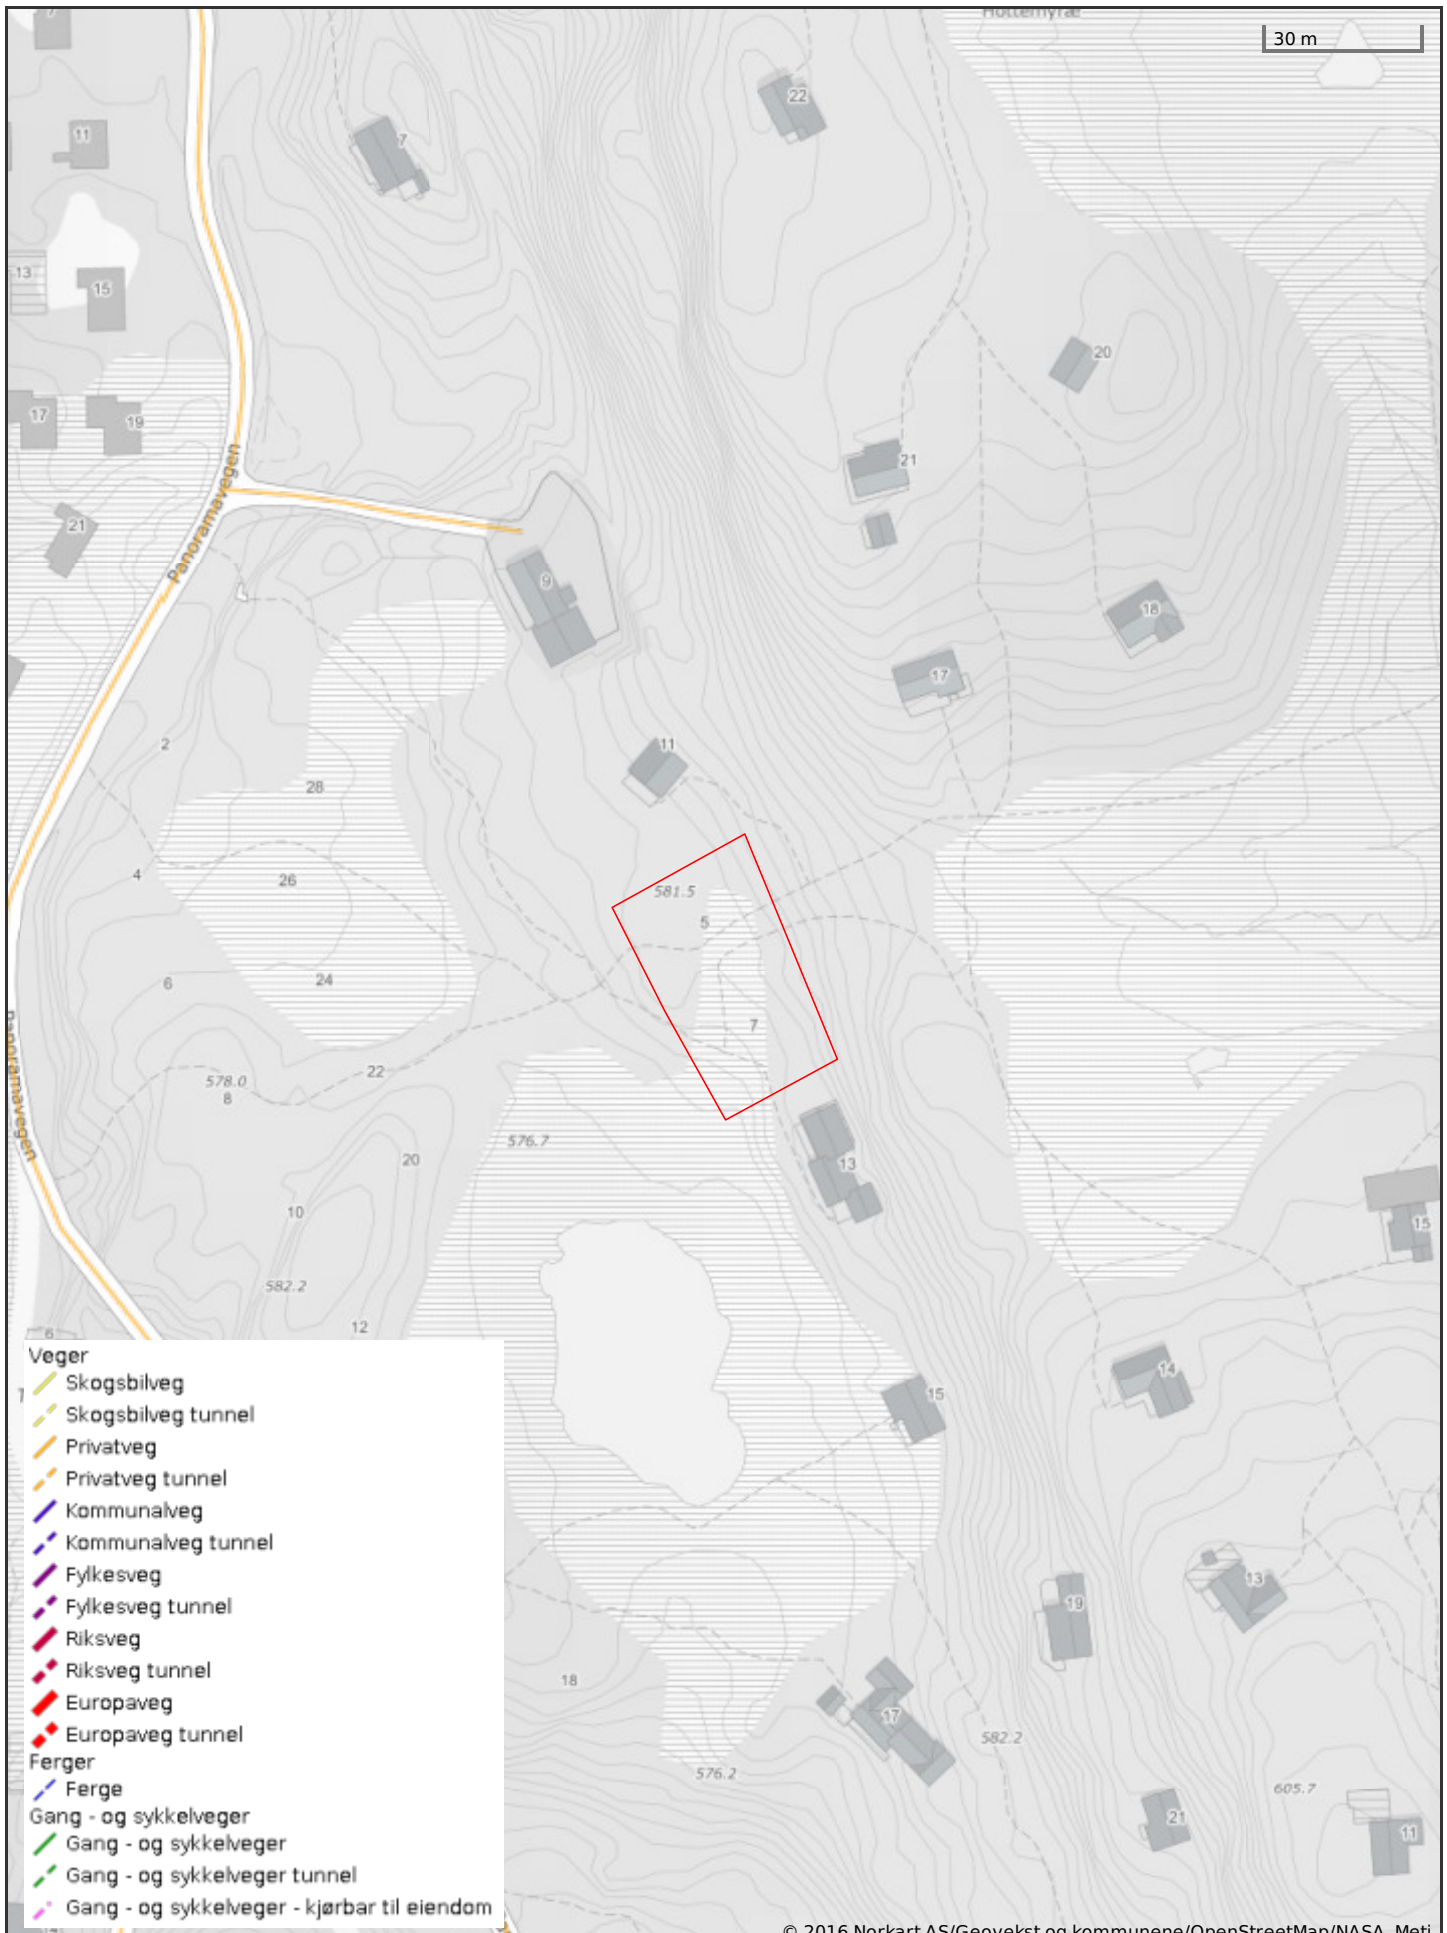 Hottemyræ
30 m
7
22
11
7
13
15
20
17
19
21
21
Panoramavegen
9
18
17
11
2
28
581.5
4
26
5
6
24
7
Panoramavegen
578.0
22
8
576.7
20
13
10
15
582.2
12
6
14
15
13
19
18
17
582.2
576.2
605.7
21
11
Veger
Skogsbilveg
Skogsbilveg tunnel
Privatveg
Privatveg tunnel
Kommunalveg
Kommunalveg tunnel
Fylkesveg
Fylkesveg tunnel
Riksveg
Riksveg tunnel
Europaveg
Europaveg tunnel
Ferger
Ferge
Gang - og sykkelveger
Gang - og sykkelveger
Gang - og sykkelveger tunnel
Gang - og sykkelveger - kjørbar til eiendom
© 2016 Norkart AS/Geovekst og kommunene/OpenStreetMap/NASA, Meti